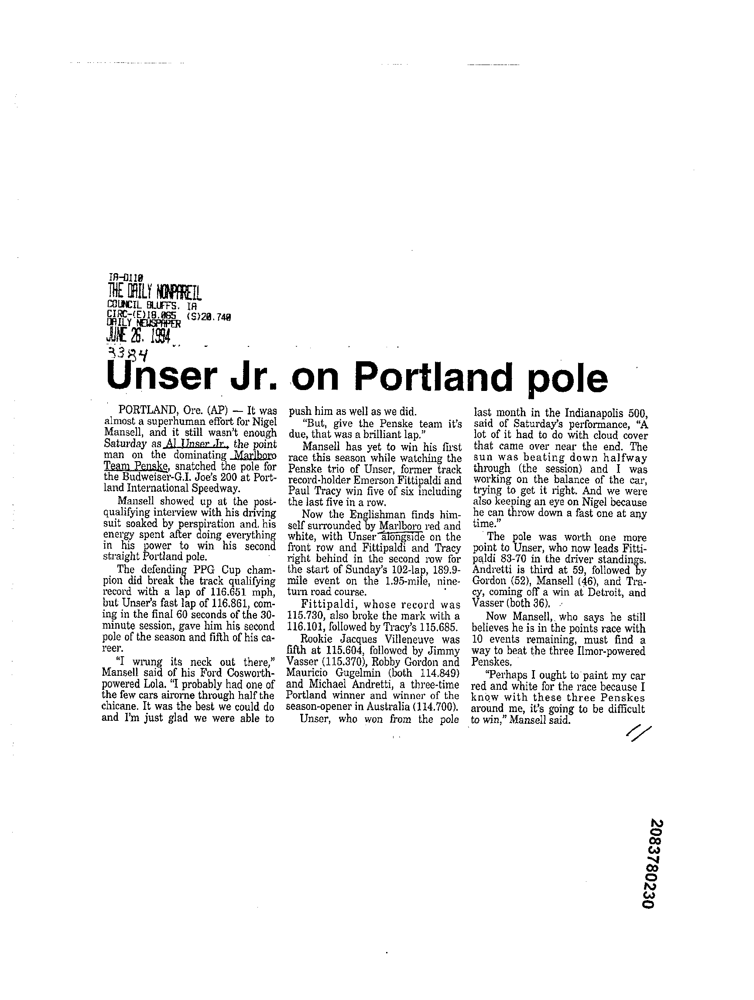 IA-D110
THE DAILY NONPAREIL
COUNCIL BLUFFS, IA
CIRC-(E)18.065 (S)20.740
DAILY NEWSPAPER
JUNE 26. 1994
3384
Unser Jr. on Portland pole
PORTLAND, Ore. (AP) — It was
almost a superhuman effort for Nigel
Mansell, and it still wasn't enough
Saturday as Al Unser Jr., the point
man on the dominating Marlboro
Team Penske, snatched the pole for
the Budweiser-G.I. Joe's 200 at Port-
land International Speedway.
Mansell showed up at the post-
qualifying interview with his driving
suit soaked by perspiration and his
energy spent after doing everything
in his power to win his second
straight Portland pole.
The defending PPG Cup cham-
pion did break the track qualifying
record with a lap of 116.651 mph,
but Unser's fast lap of 116.861, com-
ing in the final 60 seconds of the 30-
minute session, gave him his second
pole of the season and fifth of his ca-
reer.
"I wrung its neck out there,"
Mansell said of his Ford Cosworth-
powered Lola. "I probably had one of
the few cars airorne through half the
chicane. It was the best we could do
and I'm just glad we were able to
push him as well as we did.
"But, give the Penske team it's
due, that was a brilliant lap."
Mansell has yet to win his first
race this season while watching the
Penske trio of Unser, former track
record-holder Emerson Fittipaldi and
Paul Tracy win five of six including
the last five in a row.
Now the Englishman finds him-
self surrounded by Marlboro red and
white, with Unser alongside on the
front row and Fittipaldi and Tracy
right behind in the second row for
the start of Sunday's 102-lap, 189.9-
mile event on the 1.95-mile, nine-
turn road course.
Fittipaldi, whose record was
115.730, also broke the mark with a
116.101, followed by Tracy's 115.685.
Rookie Jacques Villeneuve was
fifth at 115.604, followed by Jimmy
Vasser (115.370), Robby Gordon and
Mauricio Gugelmin (both 114.849)
and Michael Andretti, a three-time
Portland winner and winner of the
season-opener in Australia (114.700).
Unser, who won from the pole
last month in the Indianapolis 500,
said of Saturday's performance, "A
lot of it had to do with cloud cover
that came over near the end. The
sun was beating down halfway
through (the session) and I was
working on the balance of the car,
trying to get it right. And we were
also keeping an eye on Nigel because
he can throw down a fast one at any
time."
The pole was worth one more
point to Unser, who now leads Fitti-
paldi 83-70 in the driver standings.
Andretti is third at 59, followed by
Gordon (52), Mansell (46), and Tra-
cy, coming off a win at Detroit, and
Vasser (both 36).
Now Mansell, who says he still
believes he is in the points race with
10 events remaining, must find a
way to beat the three Ilmor-powered
Penskes.
"Perhaps I ought to paint my car
red and white for the race because I
know with these three Penskes
around me, it's going to be difficult
to win," Mansell said.
2083780230